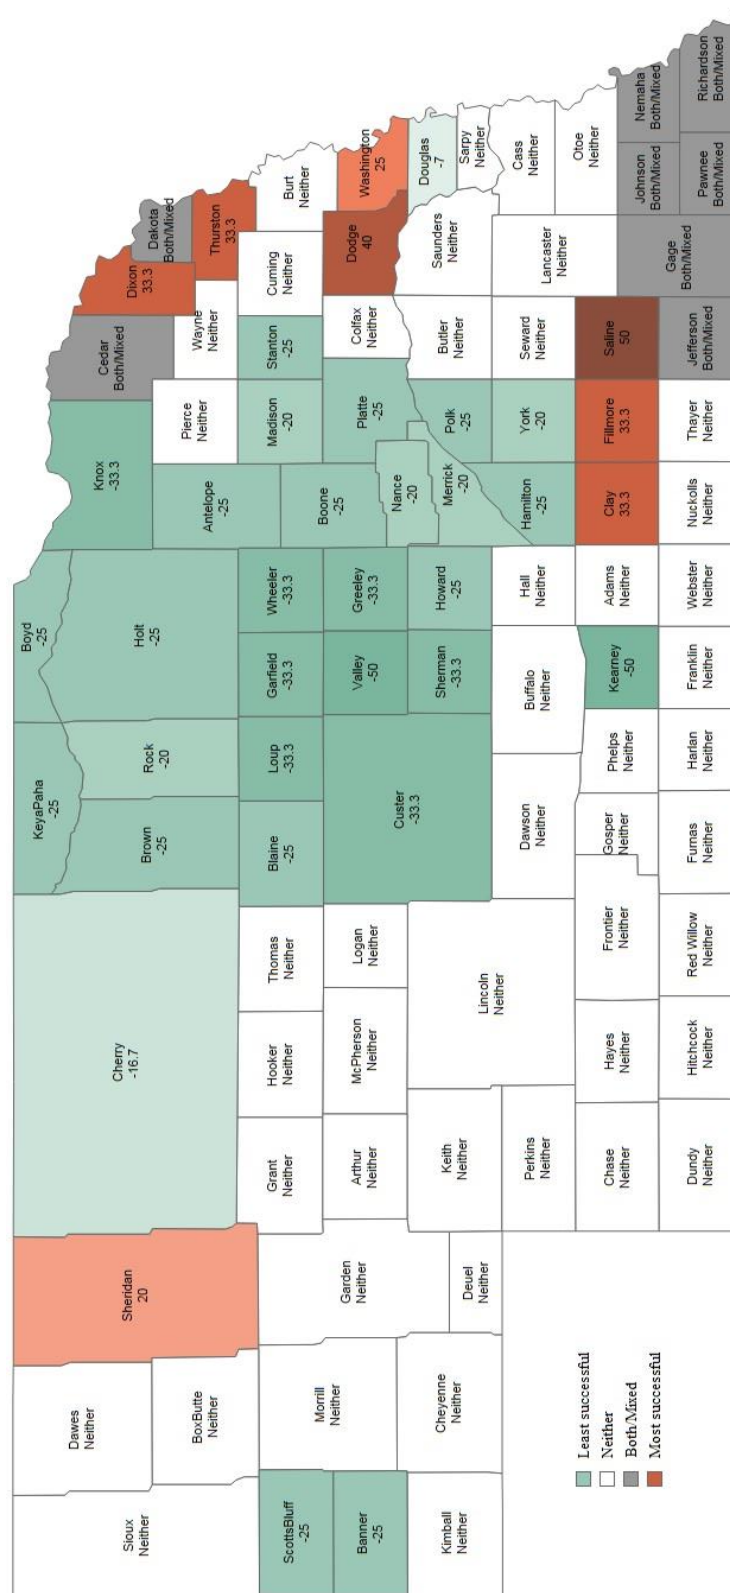 Sioux
Neither
Dawes
Neither
BoxButte
Neither
Sheridan
20
ScottsBluff
-25
Banner
-25
Kimball
Neither
Morrill
Neither
Cheyenne
Neither
Garden
Neither
Deuel
Neither
Cherry
-16.7
Grant
Neither
Hooker
Neither
Thomas
Neither
Arthur
Neither
McPherson
Neither
Logan
Neither
Keith
Neither
Perkins
Neither
Lincoln
Neither
Chase
Neither
Hayes
Neither
Frontier
Neither
Dundy
Neither
Hitchcock
Neither
Red Willow
Neither
KeyaPaha
-25
Brown
-25
Rock
-20
Boyd
-25
Holt
-25
Blaine
-25
Loup
-33.3
Garfield
-33.3
Wheeler
-33.3
Custer
-33.3
Valley
-50
Greeley
-33.3
Sherman
-33.3
Howard
-25
Dawson
Neither
Buffalo
Neither
Hall
Neither
Gosper
Neither
Phelps
Neither
Kearney
-50
Adams
Neither
Furnas
Neither
Harlan
Neither
Franklin
Neither
Webster
Neither
Knox
-33.3
Cedar
Both/Mixed
Dixon
33.3
Dakota
Both/Mixed
Antelope
-25
Pierce
Neither
Wayne
Neither
Thurston
33.3
Boone
-25
Madison
-20
Stanton
-25
Cuming
Neither
Burt
Neither
Nance
-20
Platte
-25
Colfax
Neither
Dodge
40
Washington
25
Merrick
-20
Polk
-25
Butler
Neither
Saunders
Neither
Douglas
-7
Sarpy
Neither
Hamilton
-25
York
-20
Seward
Neither
Lancaster
Neither
Cass
Neither
Otoe
Neither
Clay
33.3
Fillmore
33.3
Saline
50
Gage
Both/Mixed
Johnson
Both/Mixed
Nemaha
Both/Mixed
Nuckolls
Neither
Thayer
Neither
Jefferson
Both/Mixed
Pawnee
Both/Mixed
Richardson
Both/Mixed
Least successful
Neither
Both/Mixed
Most successful